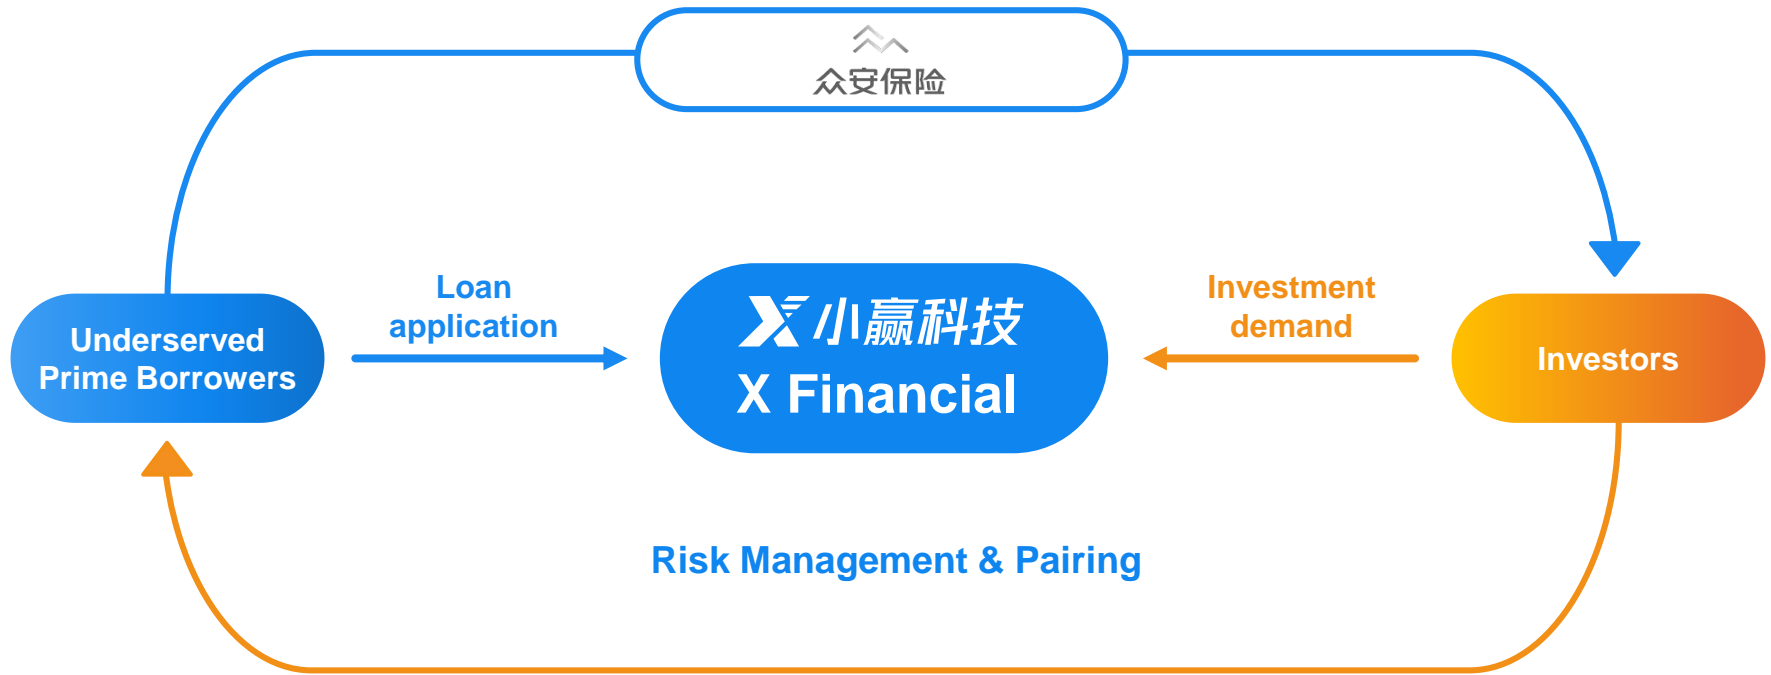 众安保险
Loan
application
Investment
demand
Underserved
Prime Borrowers
小赢科技
X Financial
Investors
Risk Management & Pairing